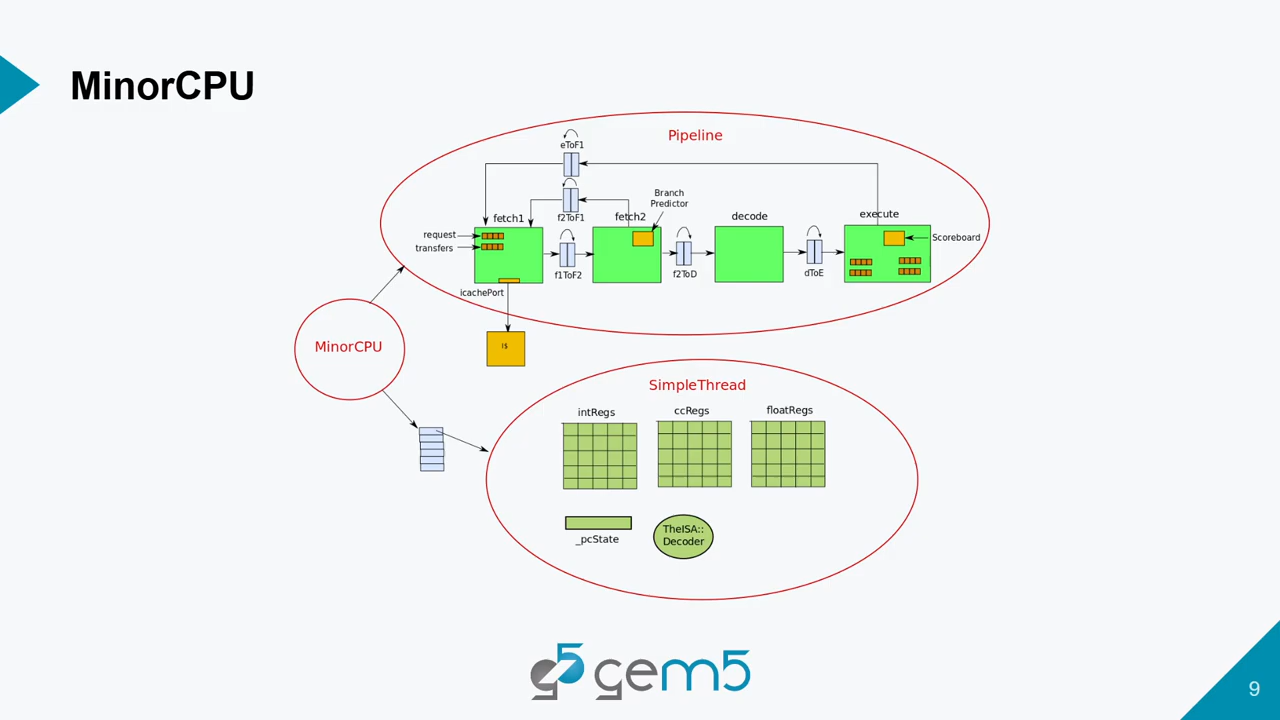 MinorCPU
Pipeline
eToF1
Branch
Predictor
f2ToF1
fetch1
fetch2
decode
execute
request
transfers
Scoreboard
f1ToF2
f2ToD
dToE
icachePort
I$
MinorCPU
SimpleThread
intRegs
ccRegs
floatRegs
_pcState
TheISA::
Decoder
g5 gem5
9